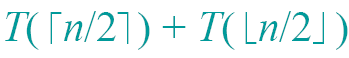 T(⌈n/2⌉) + T(⌊n/2⌋)